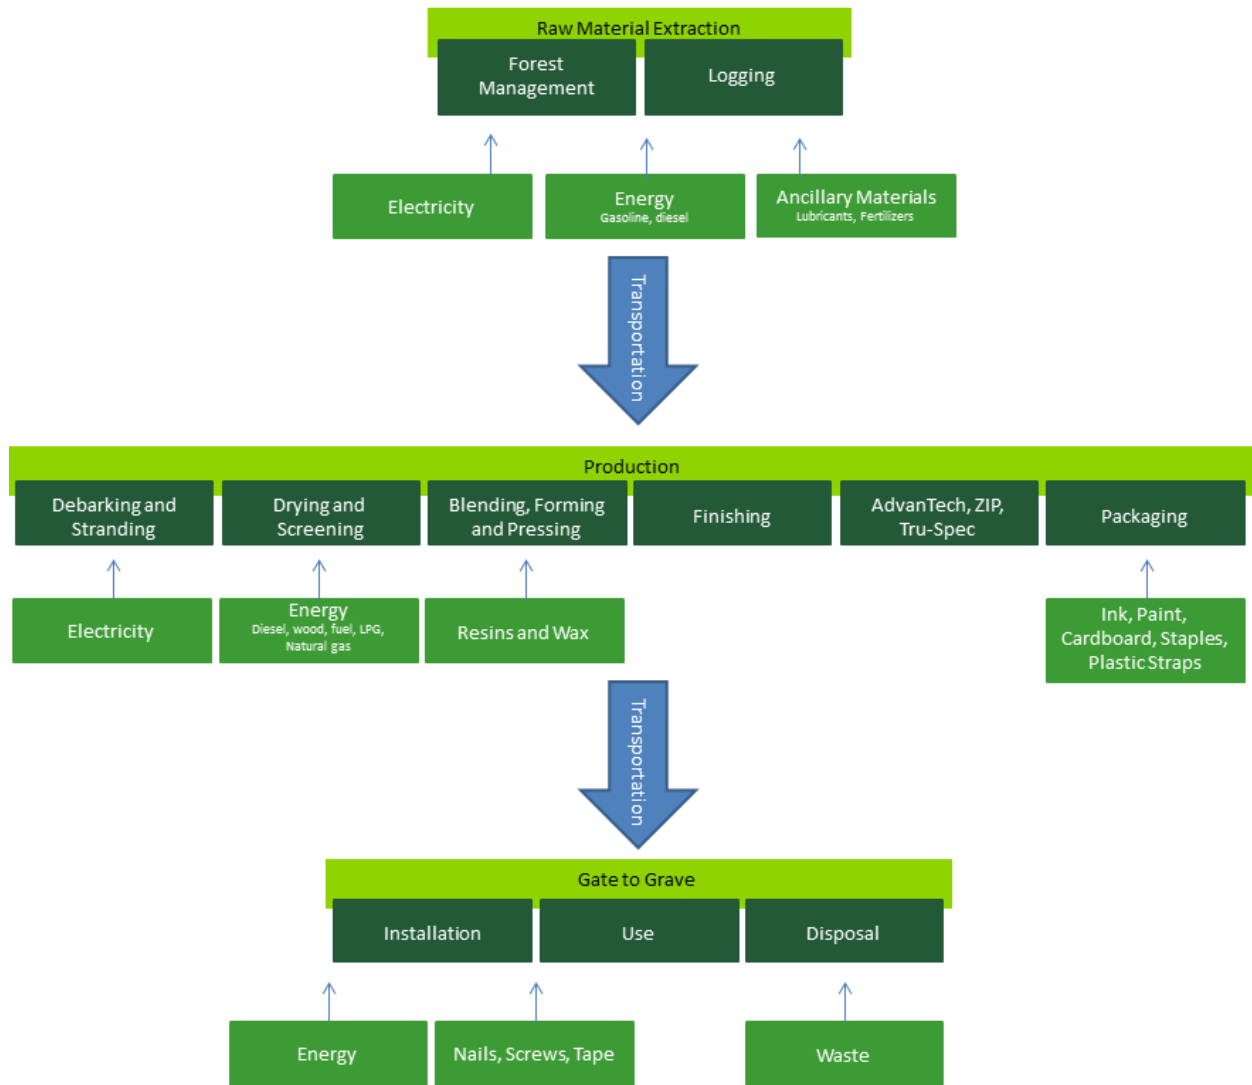 Raw Material Extraction
Forest
Management
Logging
Electricity
Energy
Gasoline, diesel
Ancillary Materials
Lubricants, Fertilizers
Transportation
Production
Debarking and
Stranding
Drying and
Screening
Blending, Forming
and Pressing
Finishing
AdvanTech, ZIP,
Tru-Spec
Packaging
Electricity
Energy
Diesel, wood, fuel, LPG,
Natural gas
Resins and Wax
Ink, Paint,
Cardboard, Staples,
Plastic Straps
Transportation
Gate to Grave
Installation
Use
Disposal
Energy
Nails, Screws, Tape
Waste